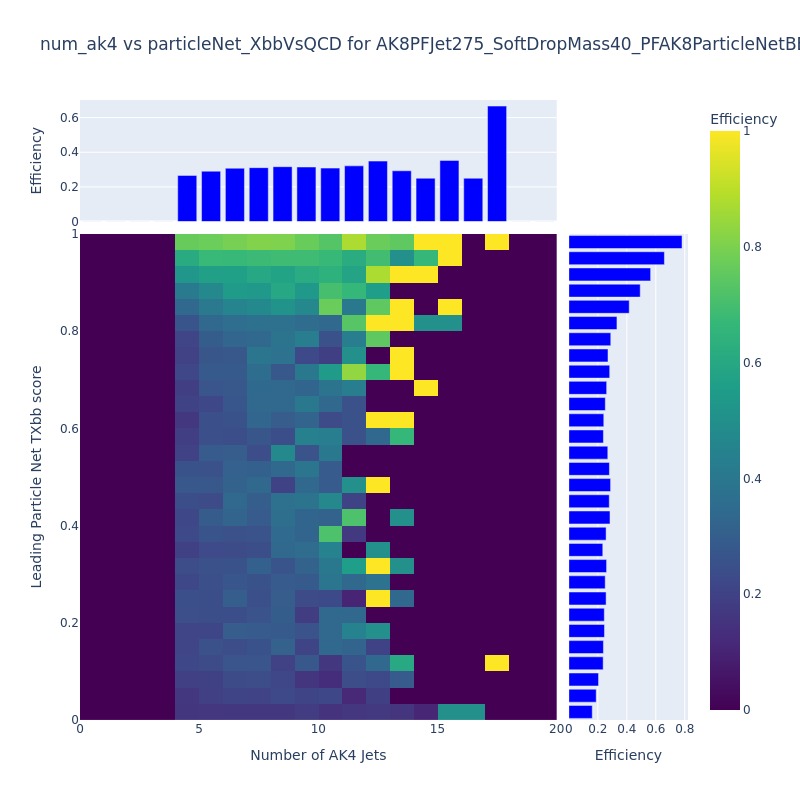 num_ak4 vs particleNet_XbbVsQCD for AK8PFJet275_SoftDropMass40_PFAK8ParticleNetB
Efficiency
0.6
0.4
0.2
0
Efficiency
1
0.8
0.6
0.4
0.2
0
Leading Particle Net TXbb score
1
0.8
0.6
0.4
0.2
0
0 5 10 15 20
Number of AK4 Jets
0 0.2 0.4 0.6 0.8
Efficiency